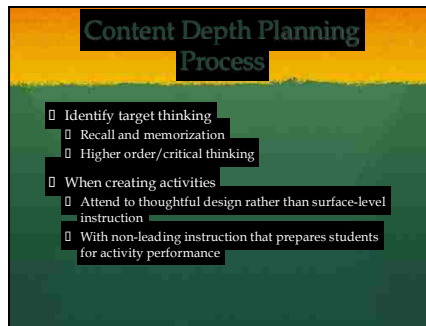 Content Depth Planning
Process
▯ Identify target thinking
▯ Recall and memorization
▯ Higher order/critical thinking
▯ When creating activities
▯ Attend to thoughtful design rather than surface-level
instruction
▯ With non-leading instruction that prepares students
for activity performance